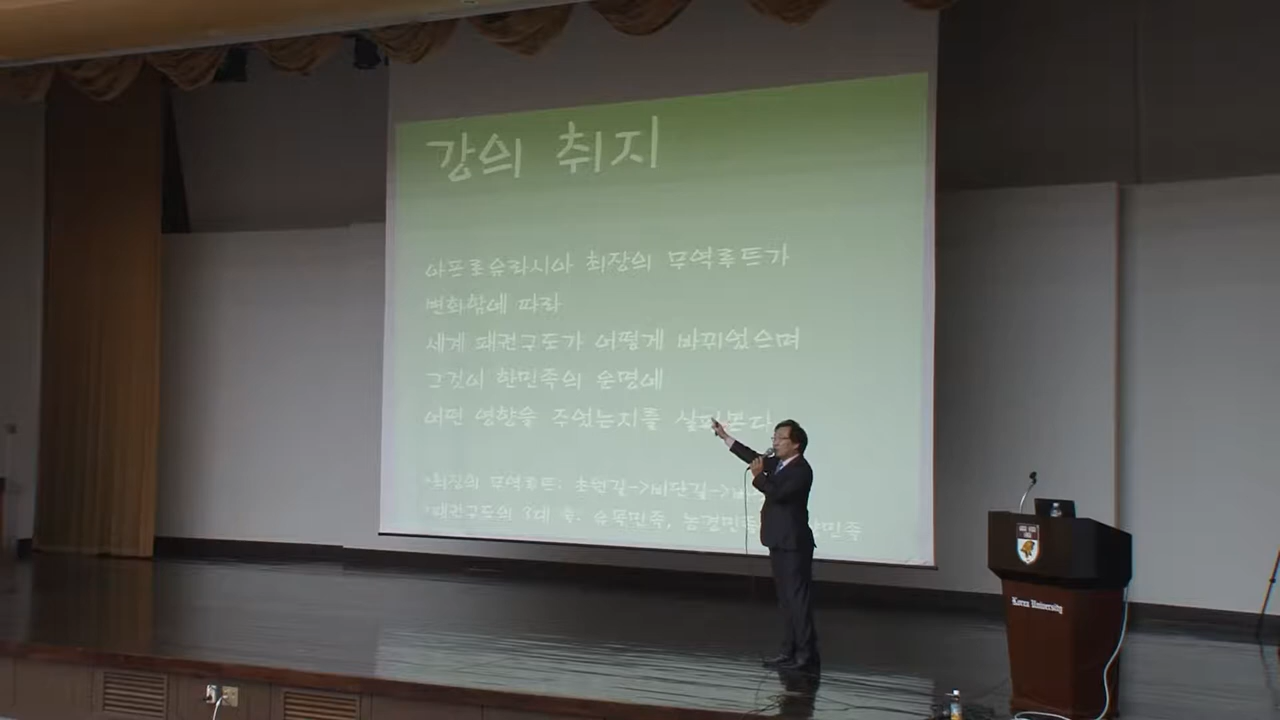 강의 취지
아프로유라시아 최장의 무역루트가
변화함에 따라
세계 패권구도가 어떻게 바뀌었으며
그것이 한민족의 운명에
어떤 영향을 주었는지를 살펴본다
*최장의 무역루트: 초원길->비단길->
*패권구도의 3대 축: 유목민족, 농경민족
Korea University